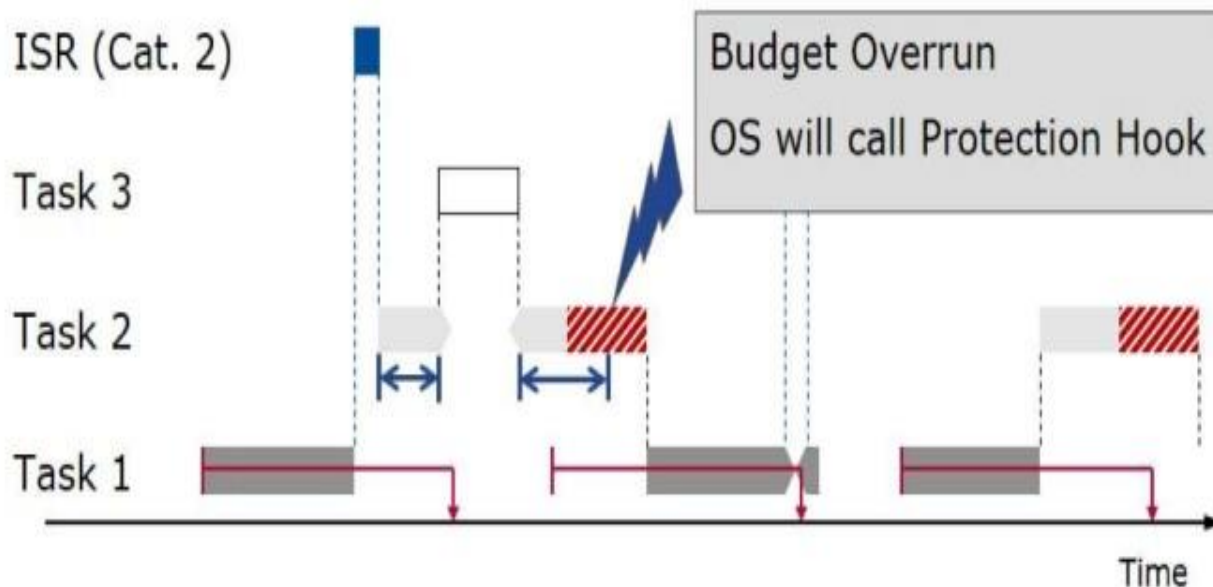 ISR (Cat. 2)
Budget Overrun
OS will call Protection Hook
Task 3
Task 2
Task 1
Time